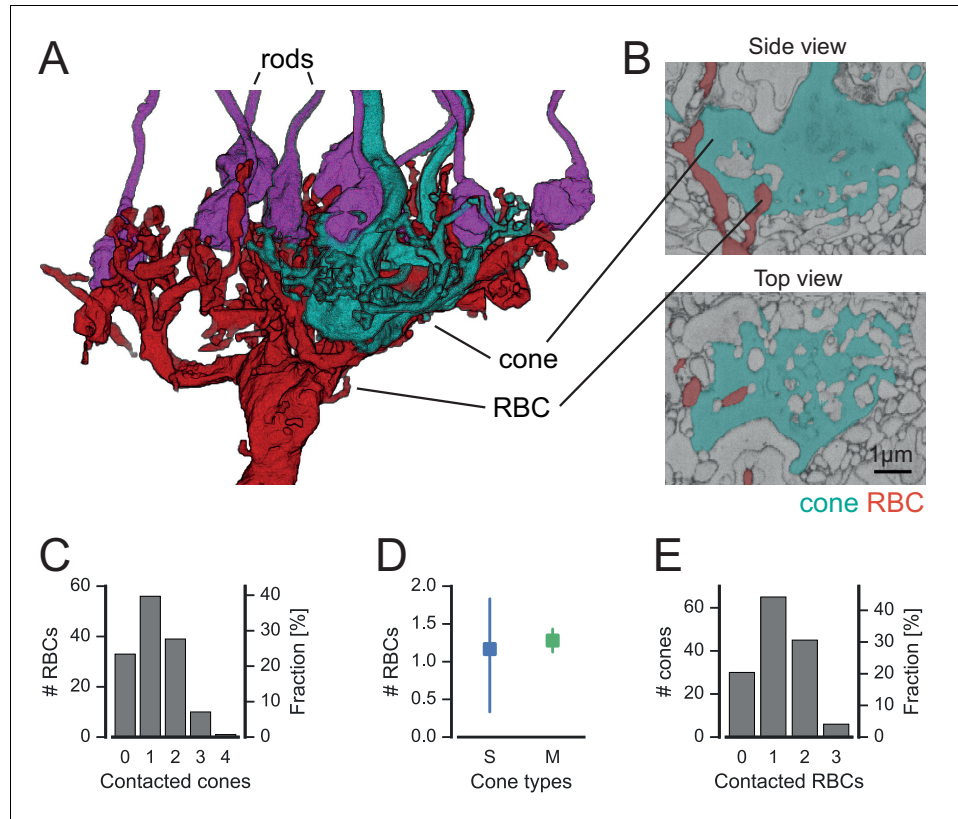 A
rods
cone
RBC
B
Side view
Top view
1μm
cone RBC
C
# RBCs
60
40
20
0
40
30
20
10
0
Fraction [%]
0 1 2 3 4
Contacted cones
D
# RBCs
2.0
1.5
1.0
0.5
0.0
S M
Cone types
E
# cones
60
40
20
0
40
30
20
10
0
Fraction [%]
0 1 2 3
Contacted RBCs